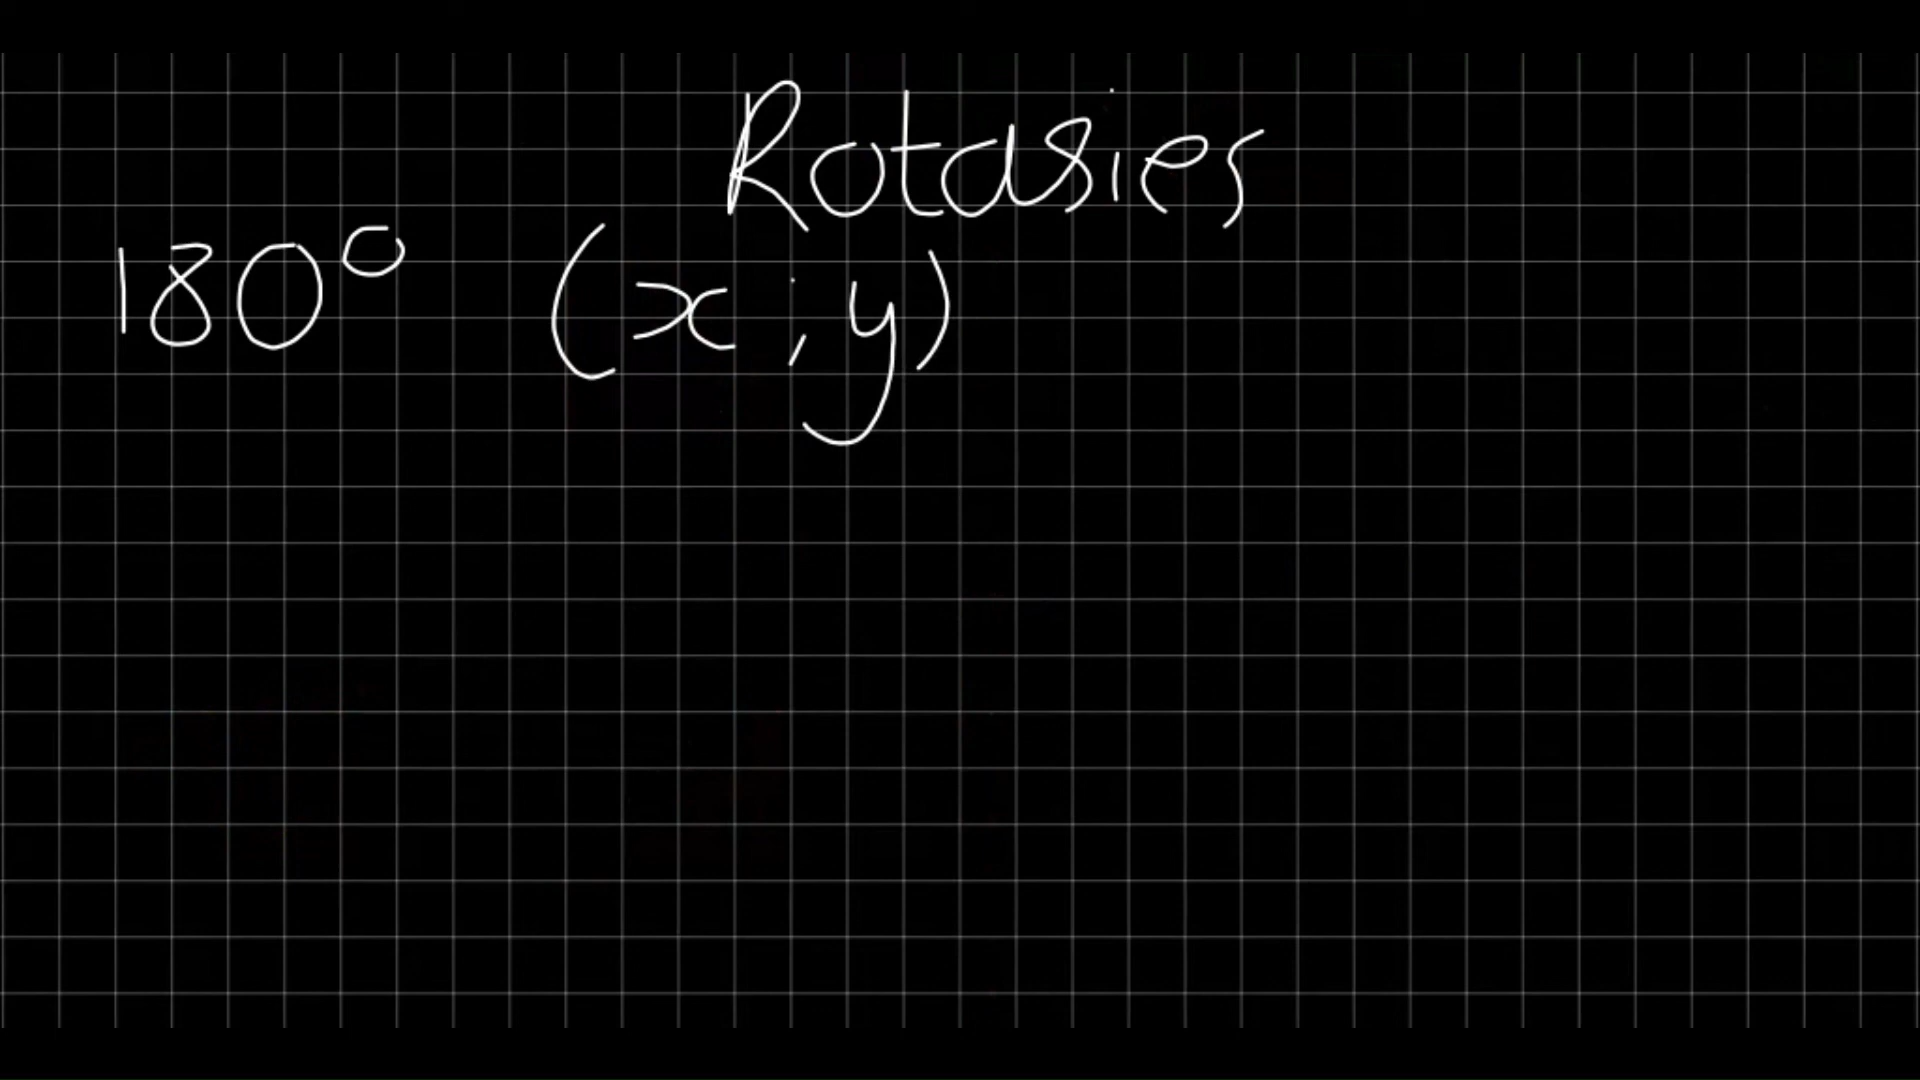 Rotasies
180° (x ; y)